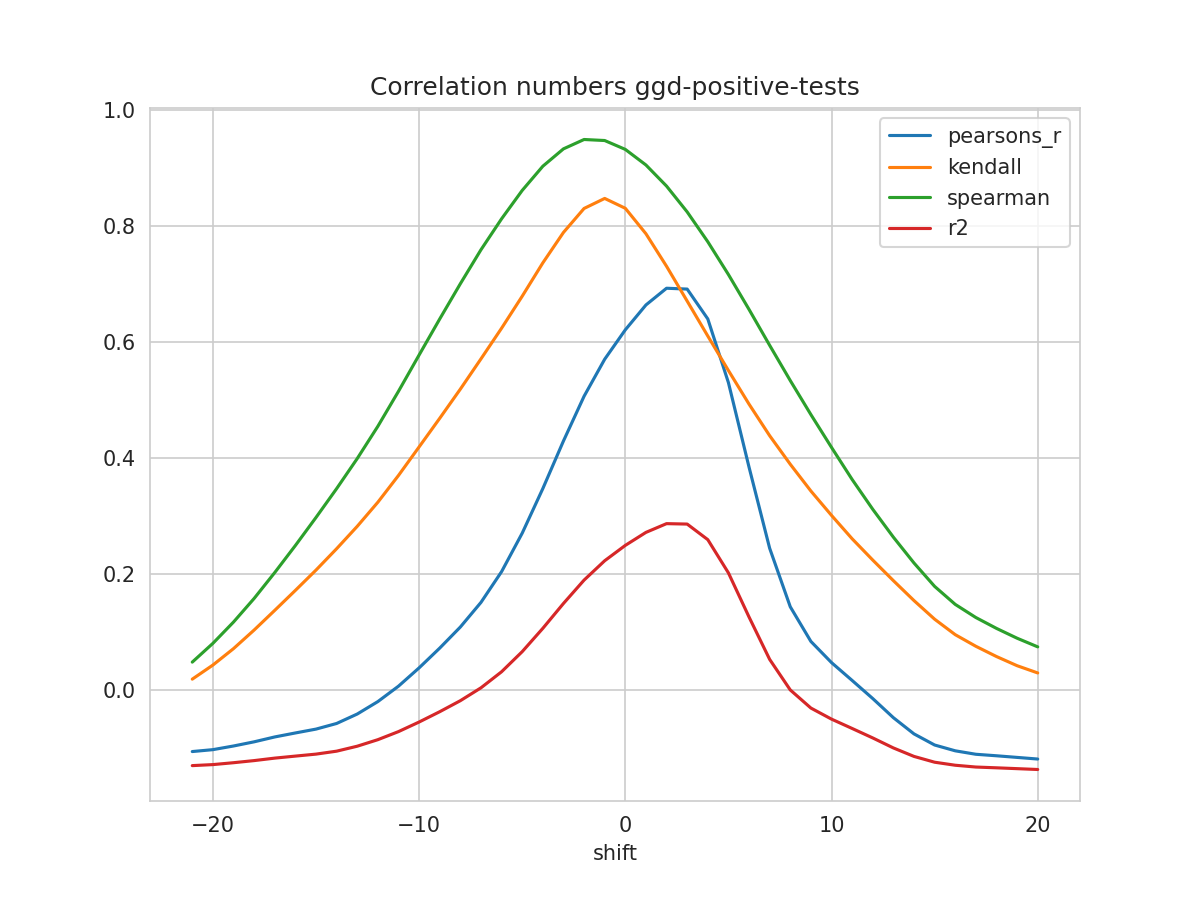 Correlation numbers ggd-positive-tests
1.0
0.8
0.6
0.4
0.2
0.0
pearsons_r
kendall
spearman
r2
−20
−10
0
10
20
shift